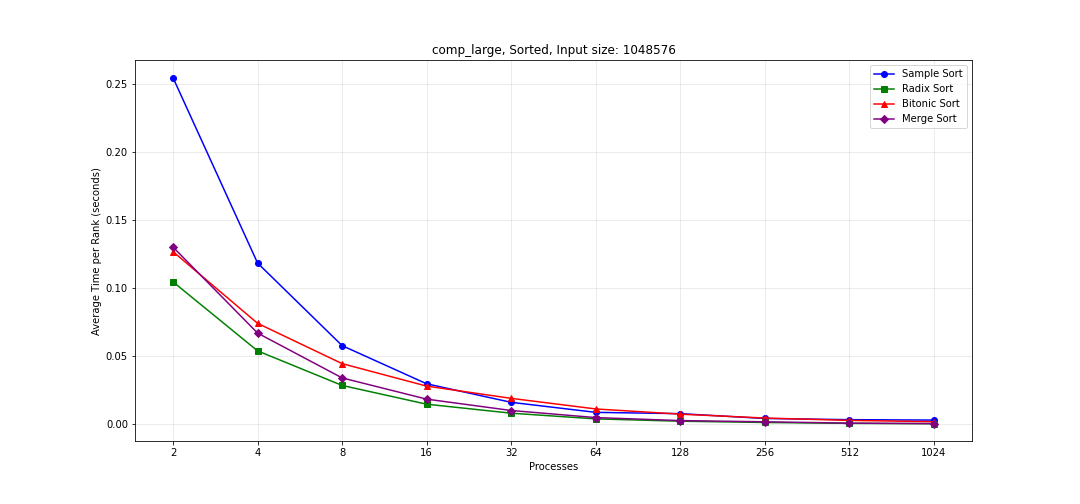 comp_large, Sorted, Input size: 1048576
Sample Sort
Radix Sort
Bitonic Sort
Merge Sort
Average Time per Rank (seconds)
0.25
0.20
0.15
0.10
0.05
0.00
2 4 8 16 32 64 128 256 512 1024
Processes